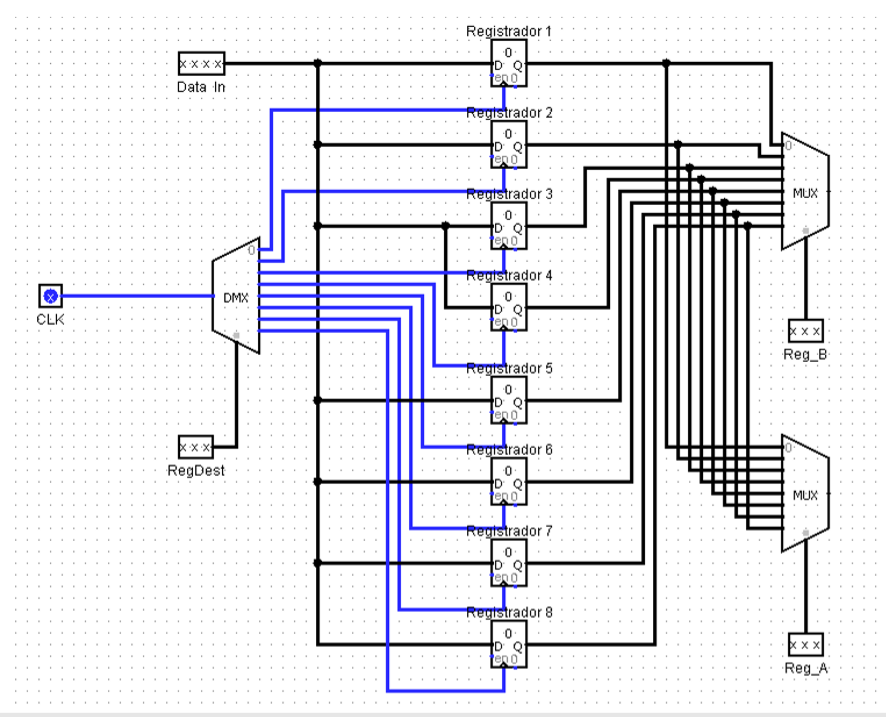 Registrador 1
0
D Q
en 0
x x x x
Data In
Registrador 2
0
D Q
en 0
0
MUX
Registrador 3
0
D Q
en 0
0
DMX
x
CLK
Registrador 4
0
D Q
en 0
x x x
Reg_B
Registrador 5
0
D Q
en 0
x x x
RegDest
Registrador 6
0
D Q
en 0
0
MUX
Registrador 7
0
D Q
en 0
Registrador 8
0
D Q
en 0
x x x
Reg_A